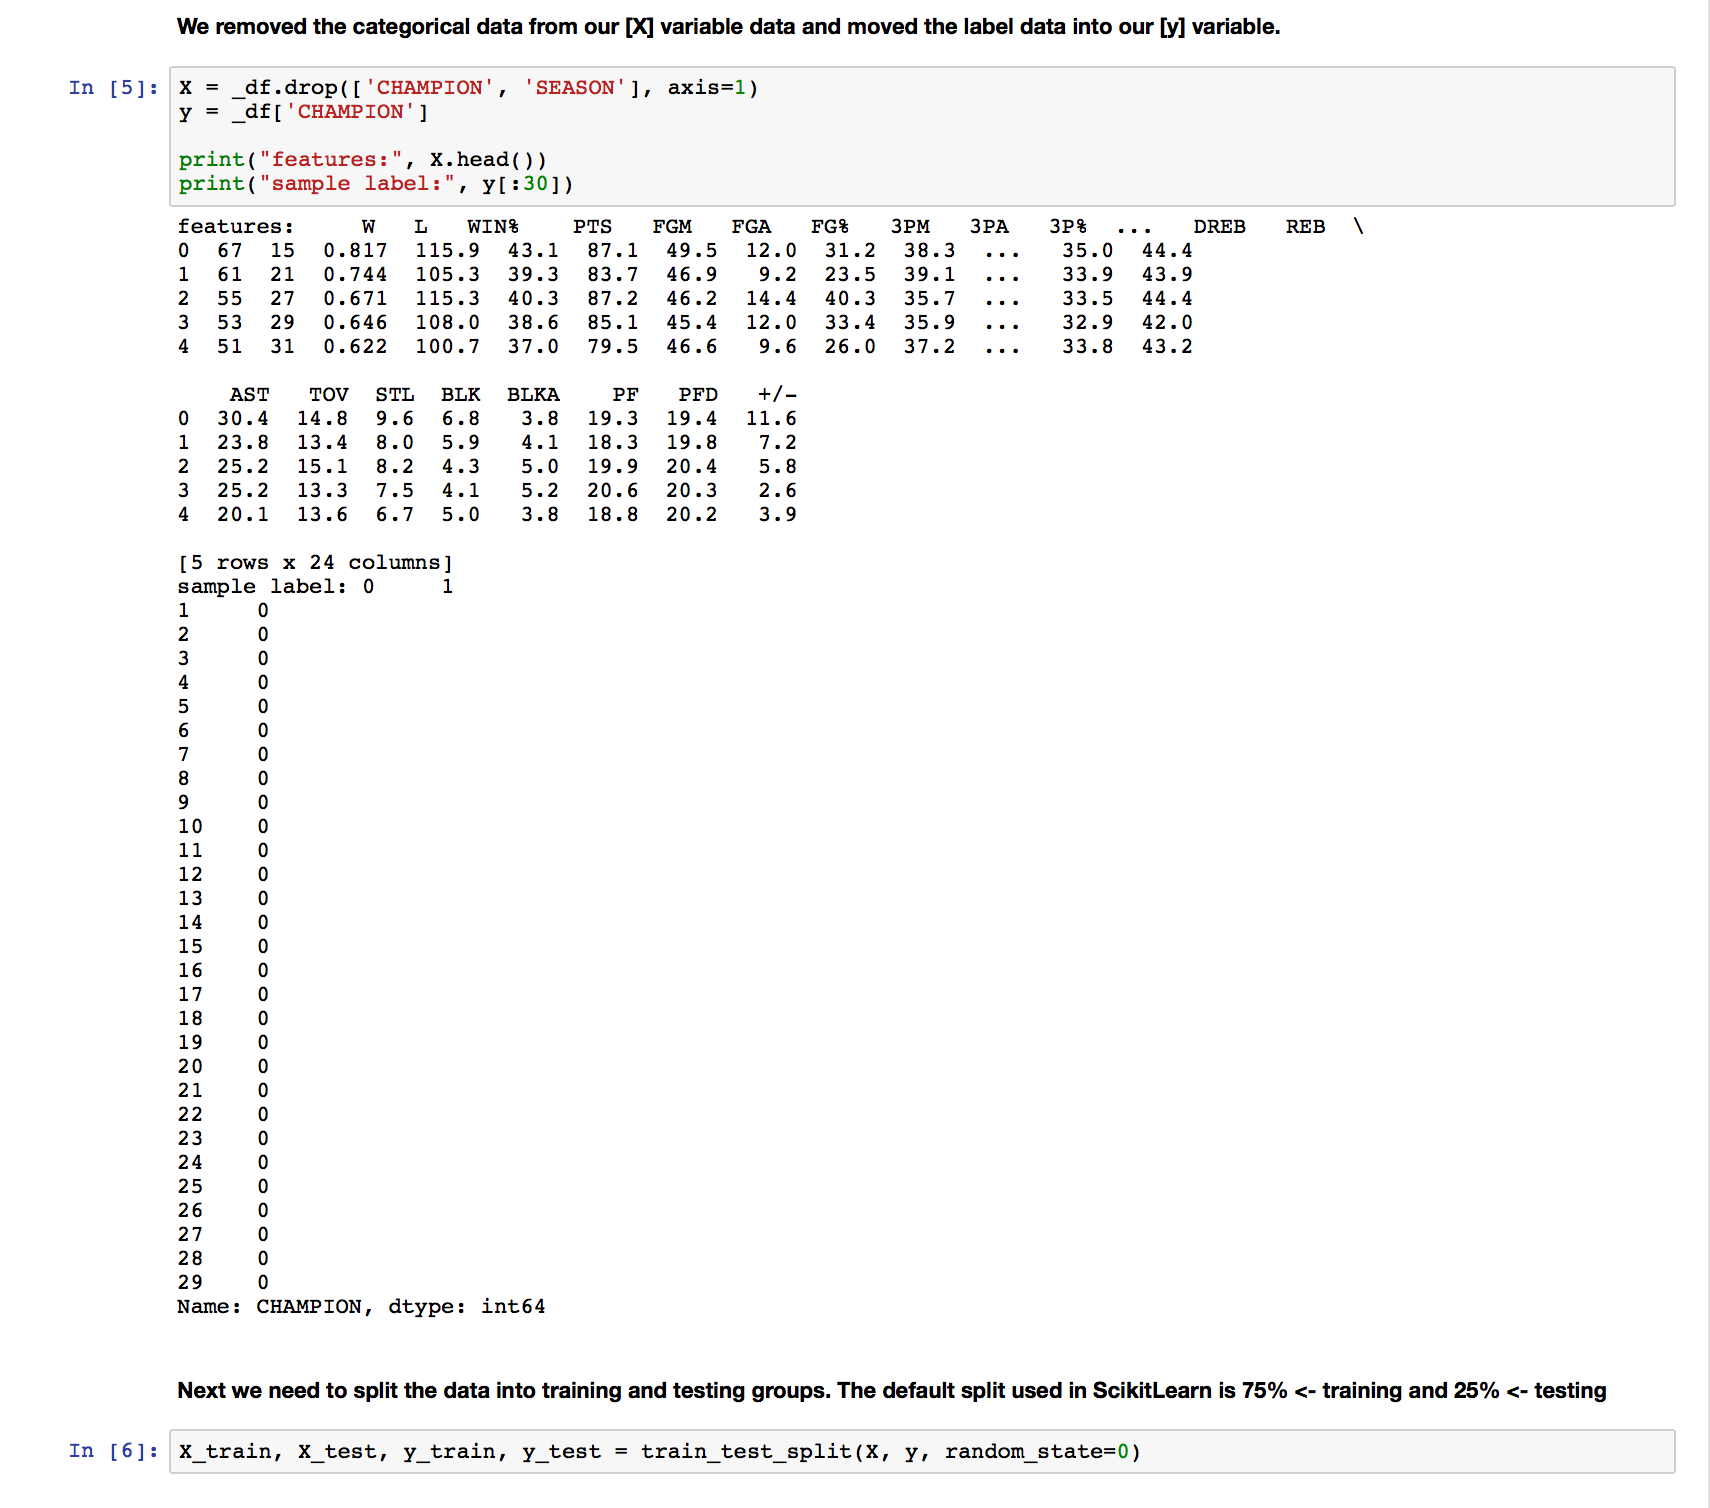 We removed the categorical data from our [X] variable data and moved the label data into our [y] variable.
In [5]: X = _df.drop(['CHAMPION', 'SEASON'], axis=1)
y = _df['CHAMPION']
print("features:", X.head())
print("sample label:", y[:30])
features:     W   L   WIN%    PTS   FGM   FGA   FG%   3PM   3PA   3P%  ...   DREB   REB  \
0  67  15  0.817  115.9  43.1  87.1  49.5  12.0  31.2  38.3  ...   35.0  44.4
1  61  21  0.744  105.3  39.3  83.7  46.9   9.2  23.5  39.1  ...   33.9  43.9
2  55  27  0.671  115.3  40.3  87.2  46.2  14.4  40.3  35.7  ...   33.5  44.4
3  53  29  0.646  108.0  38.6  85.1  45.4  12.0  33.4  35.9  ...   32.9  42.0
4  51  31  0.622  100.7  37.0  79.5  46.6   9.6  26.0  37.2  ...   33.8  43.2
AST   TOV  STL  BLK  BLKA    PF   PFD   +/-
0  30.4  14.8  9.6  6.8   3.8  19.3  19.4  11.6
1  23.8  13.4  8.0  5.9   4.1  18.3  19.8   7.2
2  25.2  15.1  8.2  4.3   5.0  19.9  20.4   5.8
3  25.2  13.3  7.5  4.1   5.2  20.6  20.3   2.6
4  20.1  13.6  6.7  5.0   3.8  18.8  20.2   3.9
[5 rows x 24 columns]
sample label: 0     1
1     0
2     0
3     0
4     0
5     0
6     0
7     0
8     0
9     0
10    0
11    0
12    0
13    0
14    0
15    0
16    0
17    0
18    0
19    0
20    0
21    0
22    0
23    0
24    0
25    0
26    0
27    0
28    0
29    0
Name: CHAMPION, dtype: int64
Next we need to split the data into training and testing groups. The default split used in ScikitLearn is 75% <- training and 25% <- testing
In [6]: X_train, X_test, y_train, y_test = train_test_split(X, y, random_state=0)